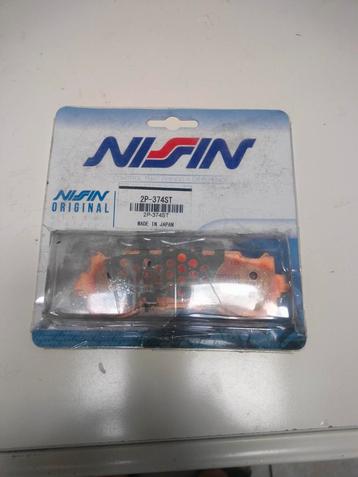 NISSIN
NISSIN
ORIGINAL
2P-374ST
2P-374ST
MADE IN JAPAN